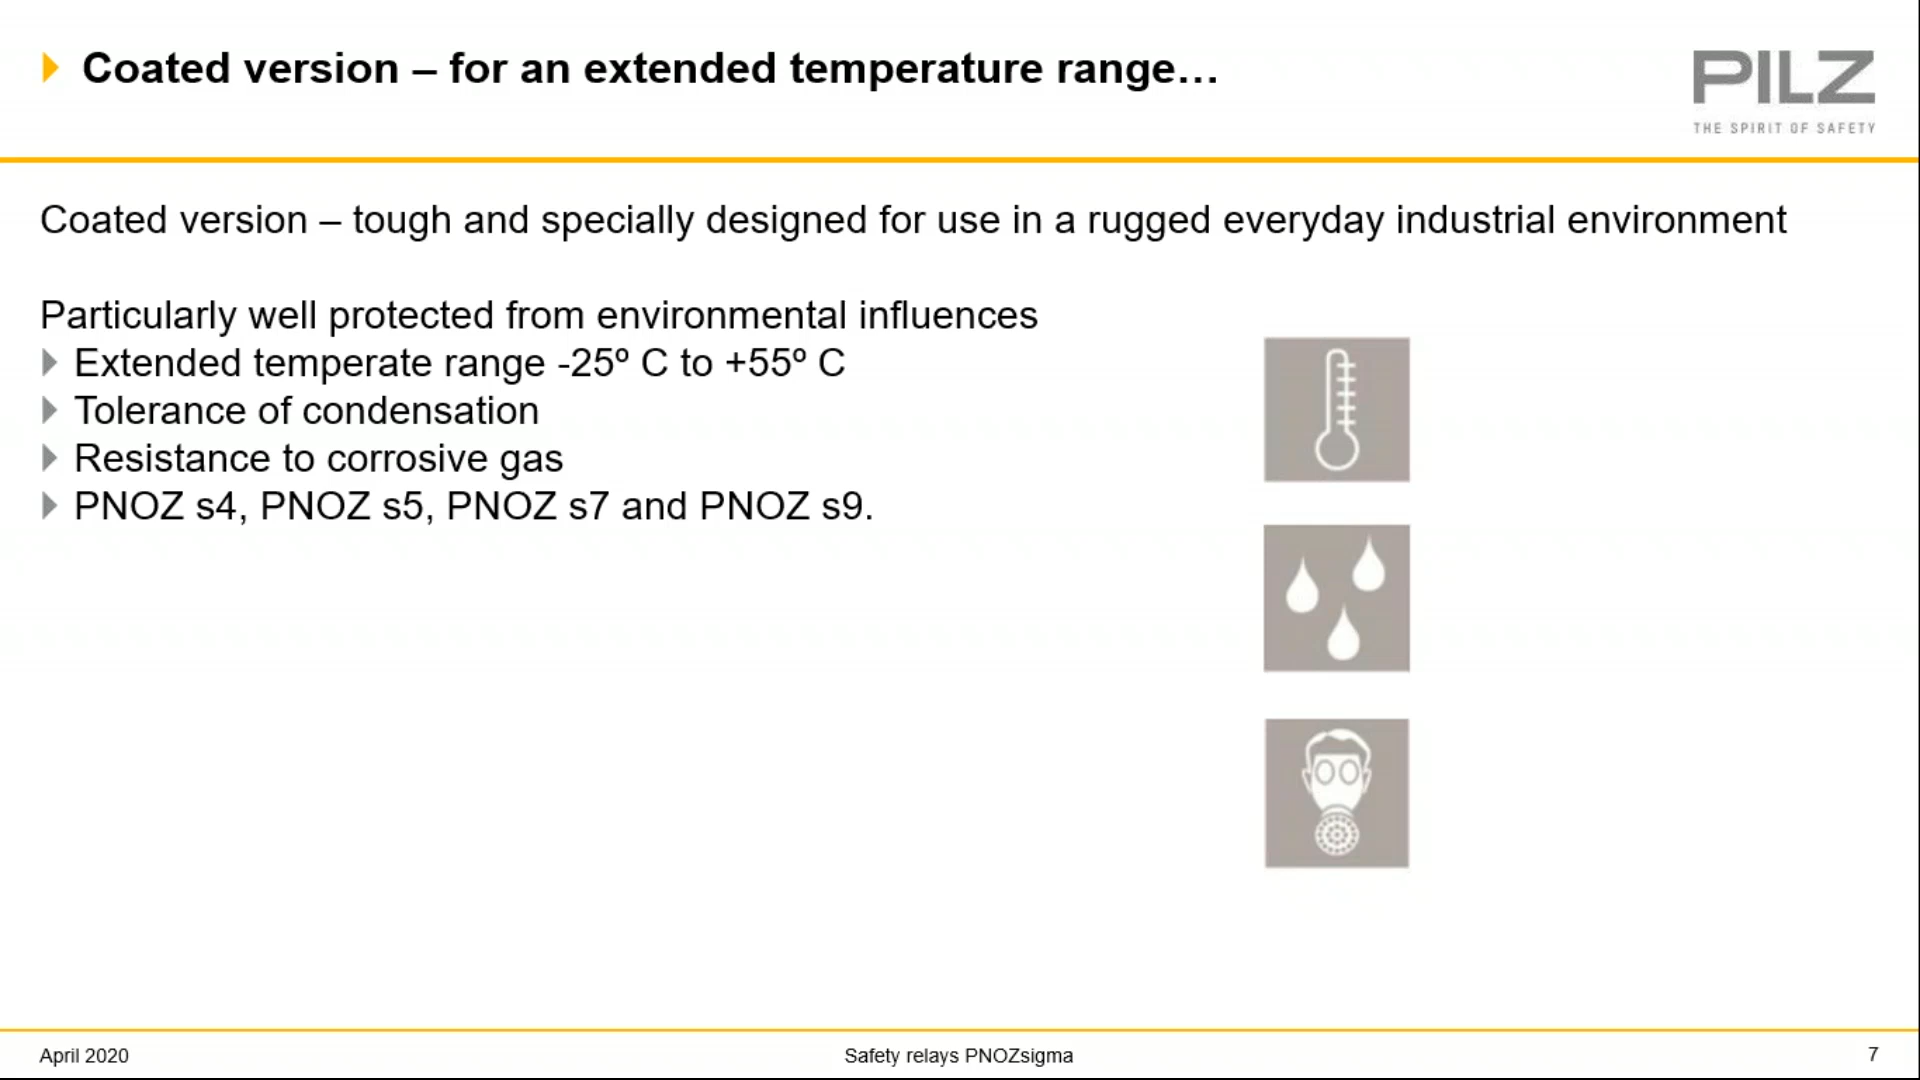 Coated version – for an extended temperature range…
PILZ
THE SPIRIT OF SAFETY
Coated version – tough and specially designed for use in a rugged everyday industrial environment
Particularly well protected from environmental influences
Extended temperate range -25º C to +55º C
Tolerance of condensation
Resistance to corrosive gas
PNOZ s4, PNOZ s5, PNOZ s7 and PNOZ s9.
April 2020
Safety relays PNOZsigma
7